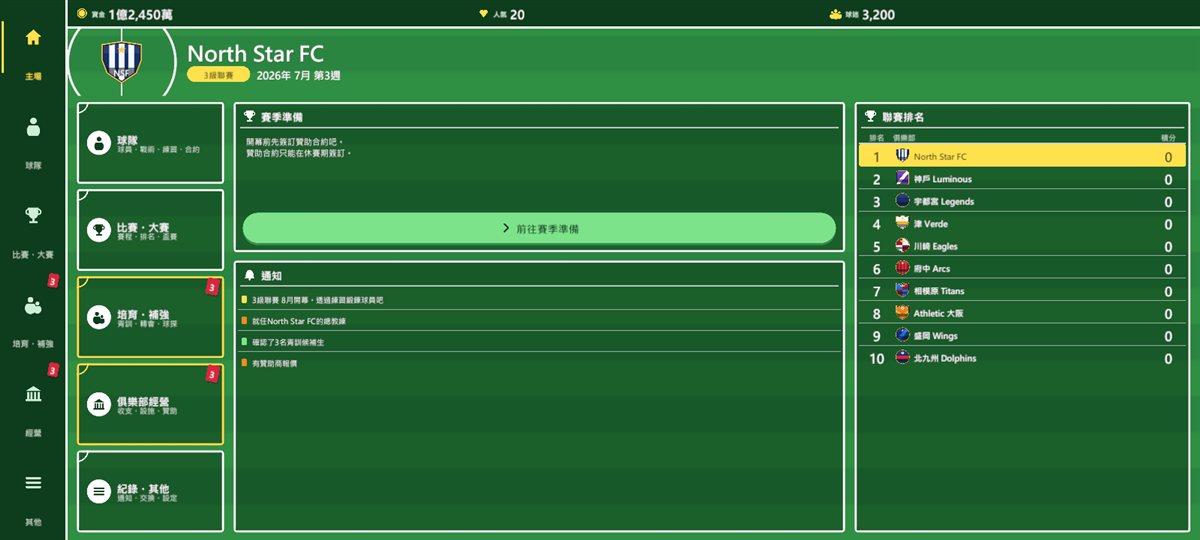 資金 1億2,450萬
人氣 20
球迷 3,200
主場
球隊
比賽・大賽
3
培育・補強
3
經營
其他
NSF
North Star FC
3級聯賽 2026年 7月 第3週
球隊
球員・戰術・練習・合約
比賽・大賽
賽程・排名・盃賽
3
培育・補強
青訓・轉會・球探
3
俱樂部經營
收支・設施・贊助
紀錄・其他
通知・交換・設定
賽季準備
開幕前先簽訂贊助合約吧。
贊助合約只能在休賽期簽訂。
前往賽季準備
通知
3級聯賽 8月開幕。透過練習鍛鍊球員吧
就任North Star FC的總教練
確認了3名青訓候補生
有贊助商報價
聯賽排名
排名 俱樂部 積分
1 North Star FC 0
2 神戶 Luminous 0
3 宇都宮 Legends 0
4 津 Verde 0
5 川崎 Eagles 0
6 府中 Arcs 0
7 相模原 Titans 0
8 Athletic 大阪 0
9 盛岡 Wings 0
10 北九州 Dolphins 0